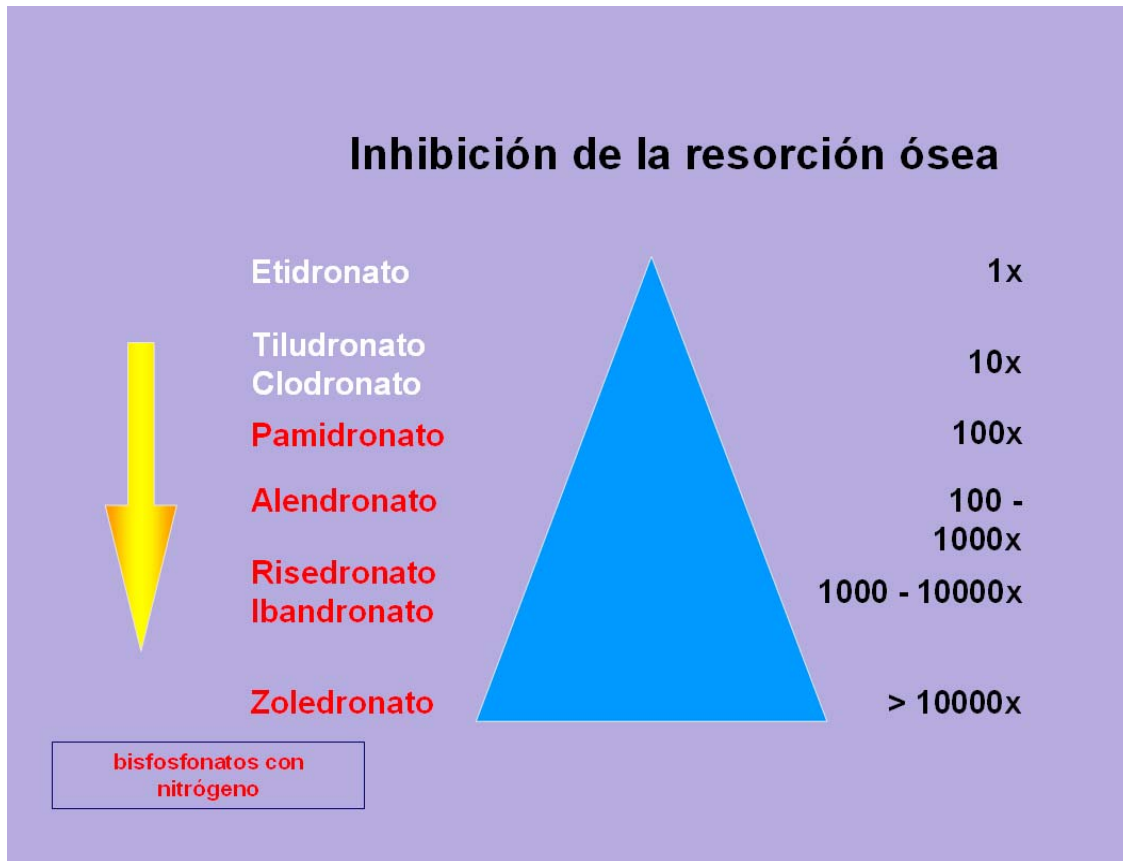 Inhibición de la resorción ósea
Etidronato
1x
Tiludronato
Clodronato
10x
Pamidronato
100x
Alendronato
100 -
1000x
Risedronato
Ibandronato
1000 - 10000x
Zoledronato
> 10000x
bisfosfonatos con
nitrógeno